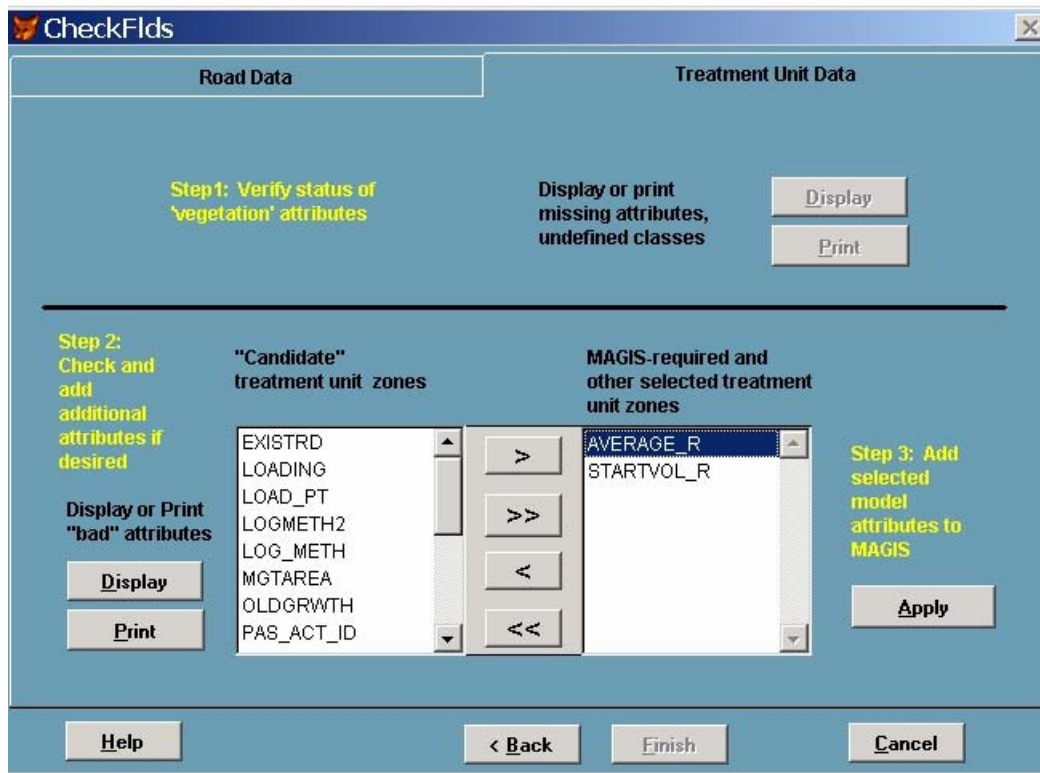 CheckFlds
Road Data
Treatment Unit Data
Step1: Verify status of
'vegetation' attributes
Display or print
missing attributes,
undefined classes
Display
Print
Step 2:
Check and
add
additional
attributes if
desired
Display or Print
"bad" attributes
Display
Print
"Candidate"
treatment unit zones
EXISTRD
LOADING
LOAD_PT
LOGMETH2
LOG_METH
MGTAREA
OLDGRWTH
PAS_ACT_ID
>
>>
<
<<
MAGIS-required and
other selected treatment
unit zones
AVERAGE_R
STARTVOL_R
Step 3: Add
selected
model
attributes to
MAGIS
Apply
Help
< Back
Finish
Cancel